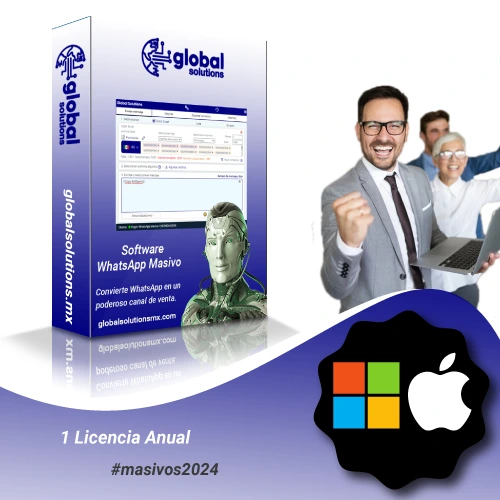 global
solutions
globalsolutions.mx
global
solutions
Global Solutions
Software
WhatsApp Masivo
Convierte WhatsApp en un
poderoso canal de venta.
globalsolutionsmx.com
1 Licencia Anual
#masivos2024